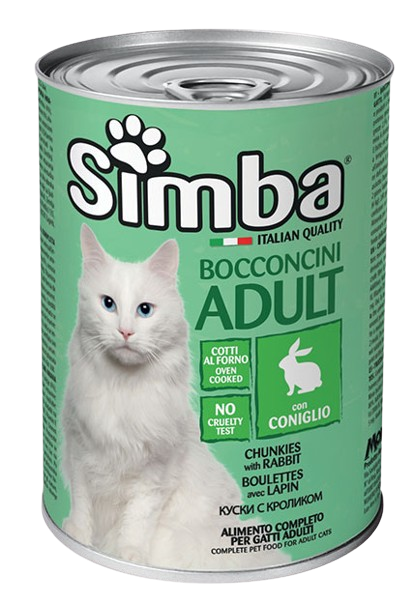 Simba®
ITALIAN QUALITY
BOCCONCINI
ADULT
COTTI
AL FORNO
OVEN
COOKED
NO
CRUELTY
TEST
con
CONIGLIO
CHUNKIES
with RABBIT
BOULETTES
avec LAPIN
КУСКИ С КРОЛИКОМ
ALIMENTO COMPLETO
PER GATTI ADULTI
COMPLETE PET FOOD FOR ADULT CATS